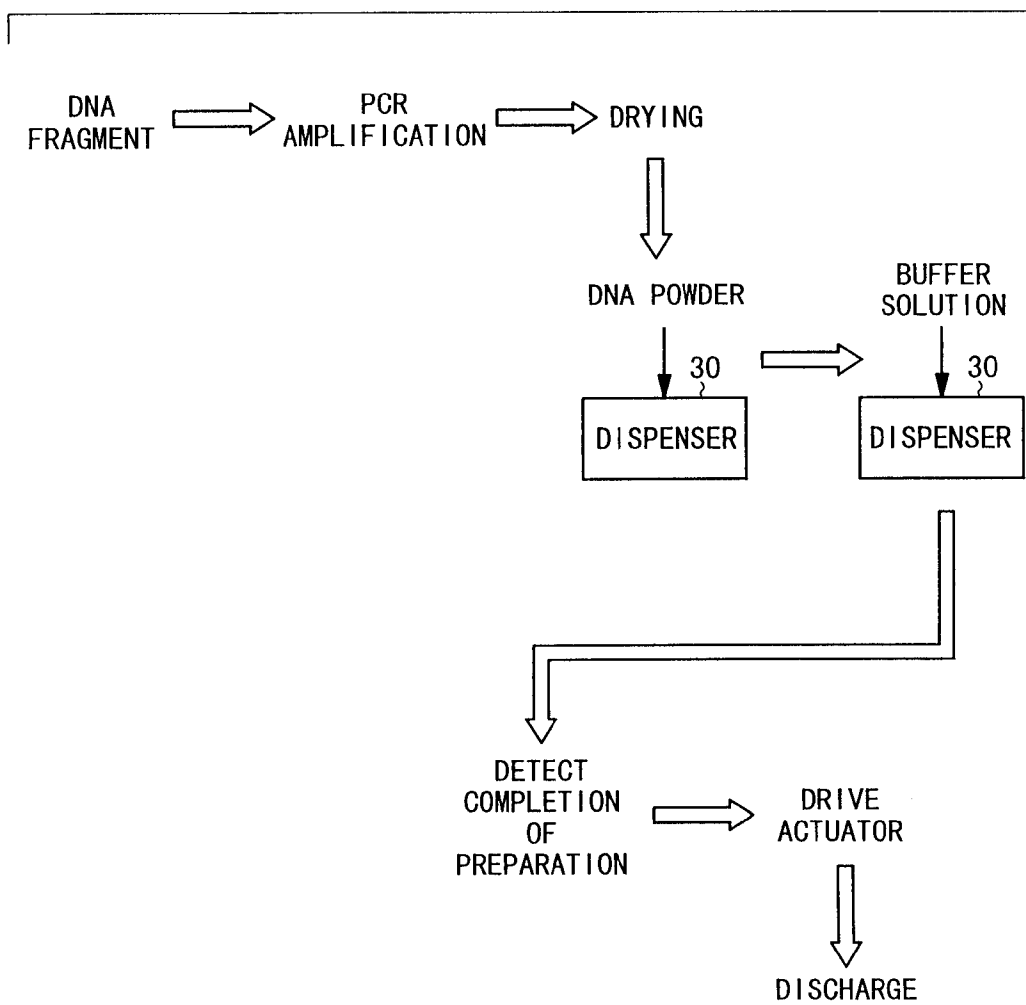 DNA
FRAGMENT
PCR
AMPLIFICATION
DRYING
DNA POWDER
BUFFER
SOLUTION
30
DISPENSER
30
DISPENSER
DETECT
COMPLETION
OF
PREPARATION
DRIVE
ACTUATOR
DISCHARGE